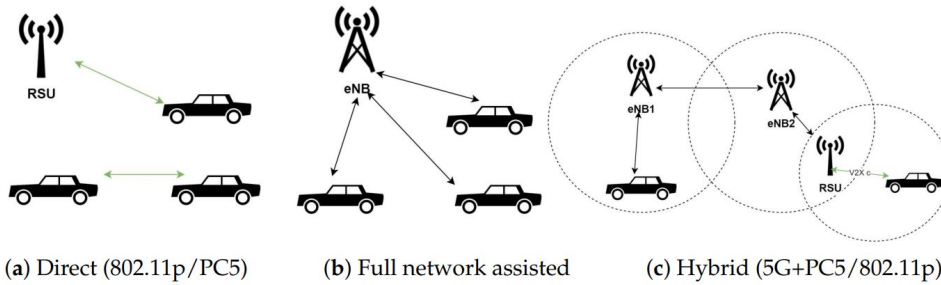 RSU
eNB
eNB1
eNB2
RSU
V2X c
(a) Direct (802.11p/PC5)
(b) Full network assisted
(c) Hybrid (5G+PC5/802.11p)